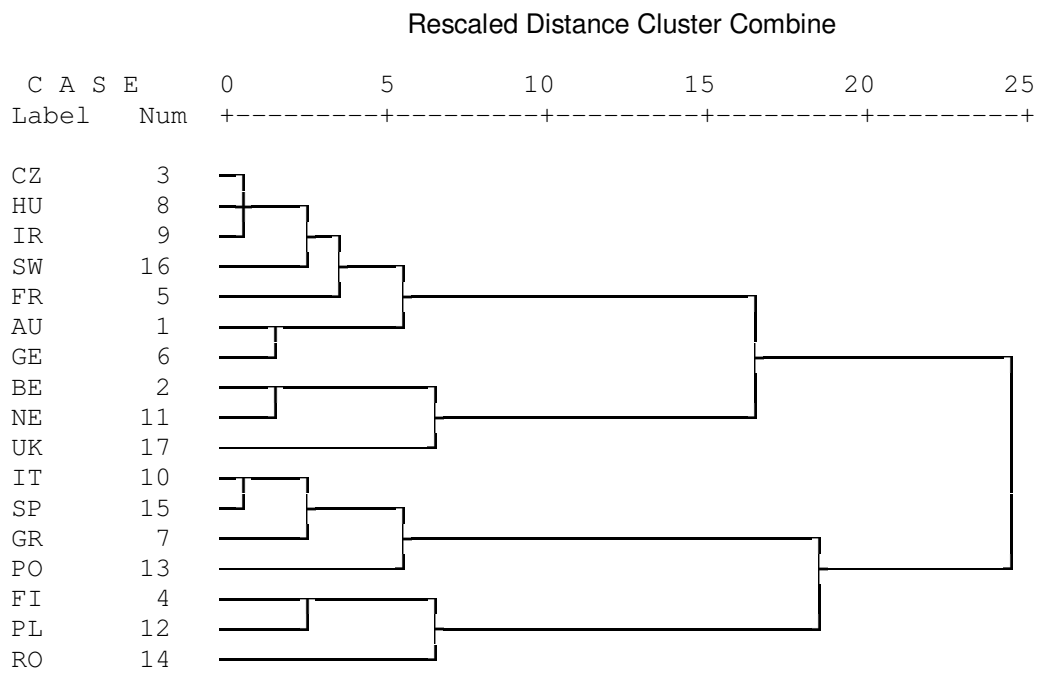 Rescaled Distance Cluster Combine
C A S E 0 5 10 15 20 25
Label Num +---------+---------+---------+---------+---------+
CZ 3
HU 8
IR 9
SW 16
FR 5
AU 1
GE 6
BE 2
NE 11
UK 17
IT 10
SP 15
GR 7
PO 13
FI 4
PL 12
RO 14